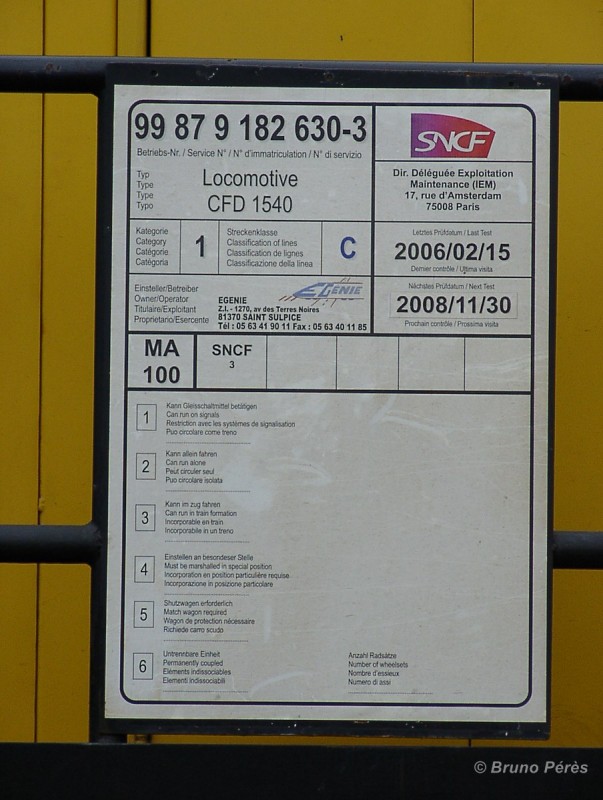 99 87 9 182 630-3
Betriebs-Nr. / Service N° / N° d'immatriculation / N° di servizio
SNCF
Dir. Déléguée Exploitation
Maintenance (IEM)
17, rue d'Amsterdam
75008 Paris
Typ
Type
Type
Typo
Locomotive
CFD 1540
Kategorie
Category
Catégorie
Catégoria
1
Streckenklasse
Classification of lines
Classification de lignes
Classificazione della linea
C
Letztes Prüfdatum / Last Test
2006/02/15
Dernier contrôle / Ultima visita
Einsteller/Betreiber
Owner/Operator
Titulaire/Exploitant
Proprietario/Esercente
EGENIE
EGENIE
Z.I. - 1270, av des Terres Noires
81370 SAINT SULPICE
Tél : 05 63 41 90 11 Fax : 05 63 40 11 85
Nächstes Prüfdatum / Next Test
2008/11/30
Prochain contrôle / Prossima visita
MA
100
SNCF
3
1
Kann Gleisschaltmittel betätigen
Can run on signals
Restriction avec les systèmes de signalisation
Puo circolare come treno
2
Kann allein fahren
Can run alone
Peut circuler seul
Puo circolare isolata
3
Kann im zug fahren
Can run in train formation
Incorporable en train
Incorporabile in un treno
4
Einstellen an besondeser Stelle
Must be marshalled in special position
Incorporation en position particulière requise
Incorporazione in posizione particolare
5
Shutzwagen erforderlich
Match wagon required
Wagon de protection nécessaire
Richiede carro scudo
6
Untrennbare Einheit
Permanently coupled
Eléments indissociables
Elementi indissociabili
Anzahl Radsätze
Number of wheelsets
Nombre d'essieux
Numero di assi
© Bruno Pérès